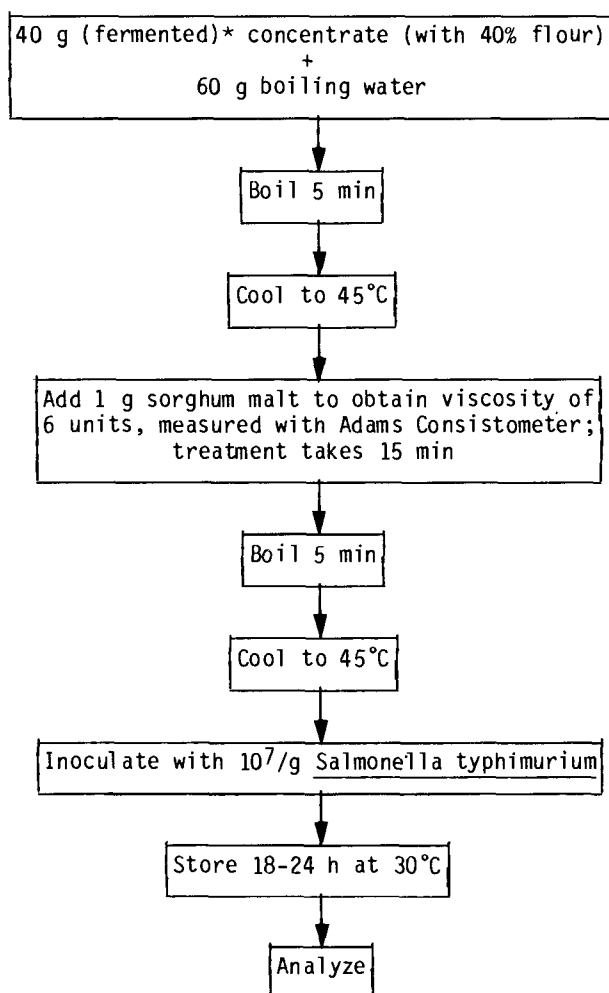 40 g (fermented)* concentrate (with 40% flour)
+
60 g boiling water
Boil 5 min
Cool to 45°C
Add 1 g sorghum malt to obtain viscosity of
6 units, measured with Adams Consistometer;
treatment takes 15 min
Boil 5 min
Cool to 45°C
Inoculate with 10⁷/g Salmonella typhimurium
Store 18-24 h at 30°C
Analyze